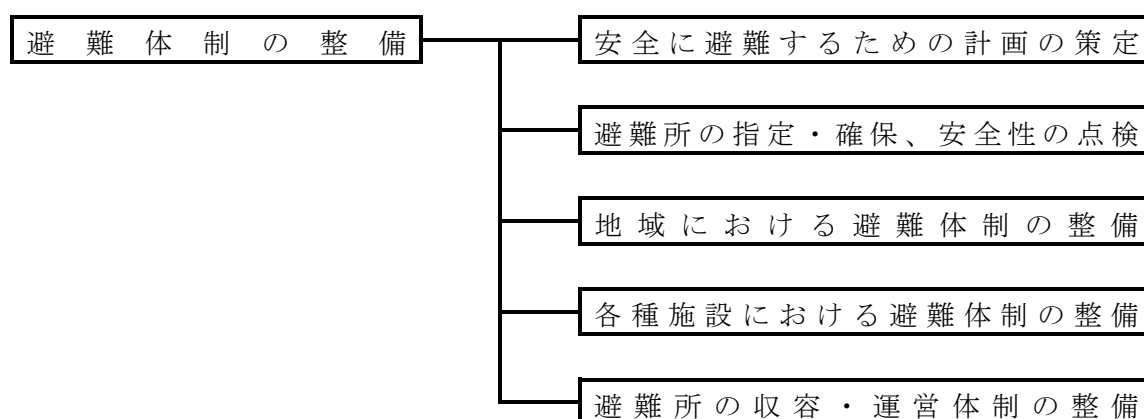 避難体制の整備
安全に避難するための計画の策定
避難所の指定・確保、安全性の点検
地域における避難体制の整備
各種施設における避難体制の整備
避難所の収容・運営体制の整備